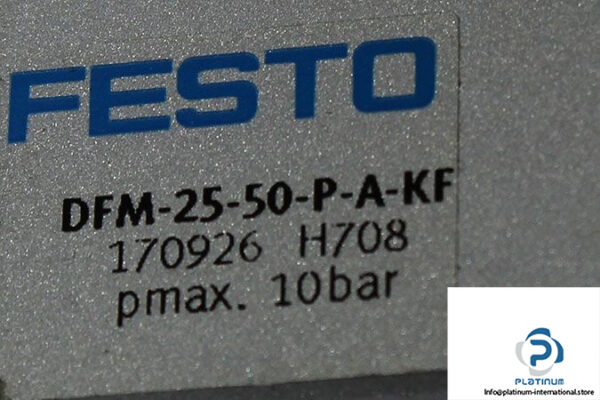 FESTO
DFM-25-50-P-A-KF
170926 H708
pmax. 10bar
PLATINUM
Info@platinum-international.store